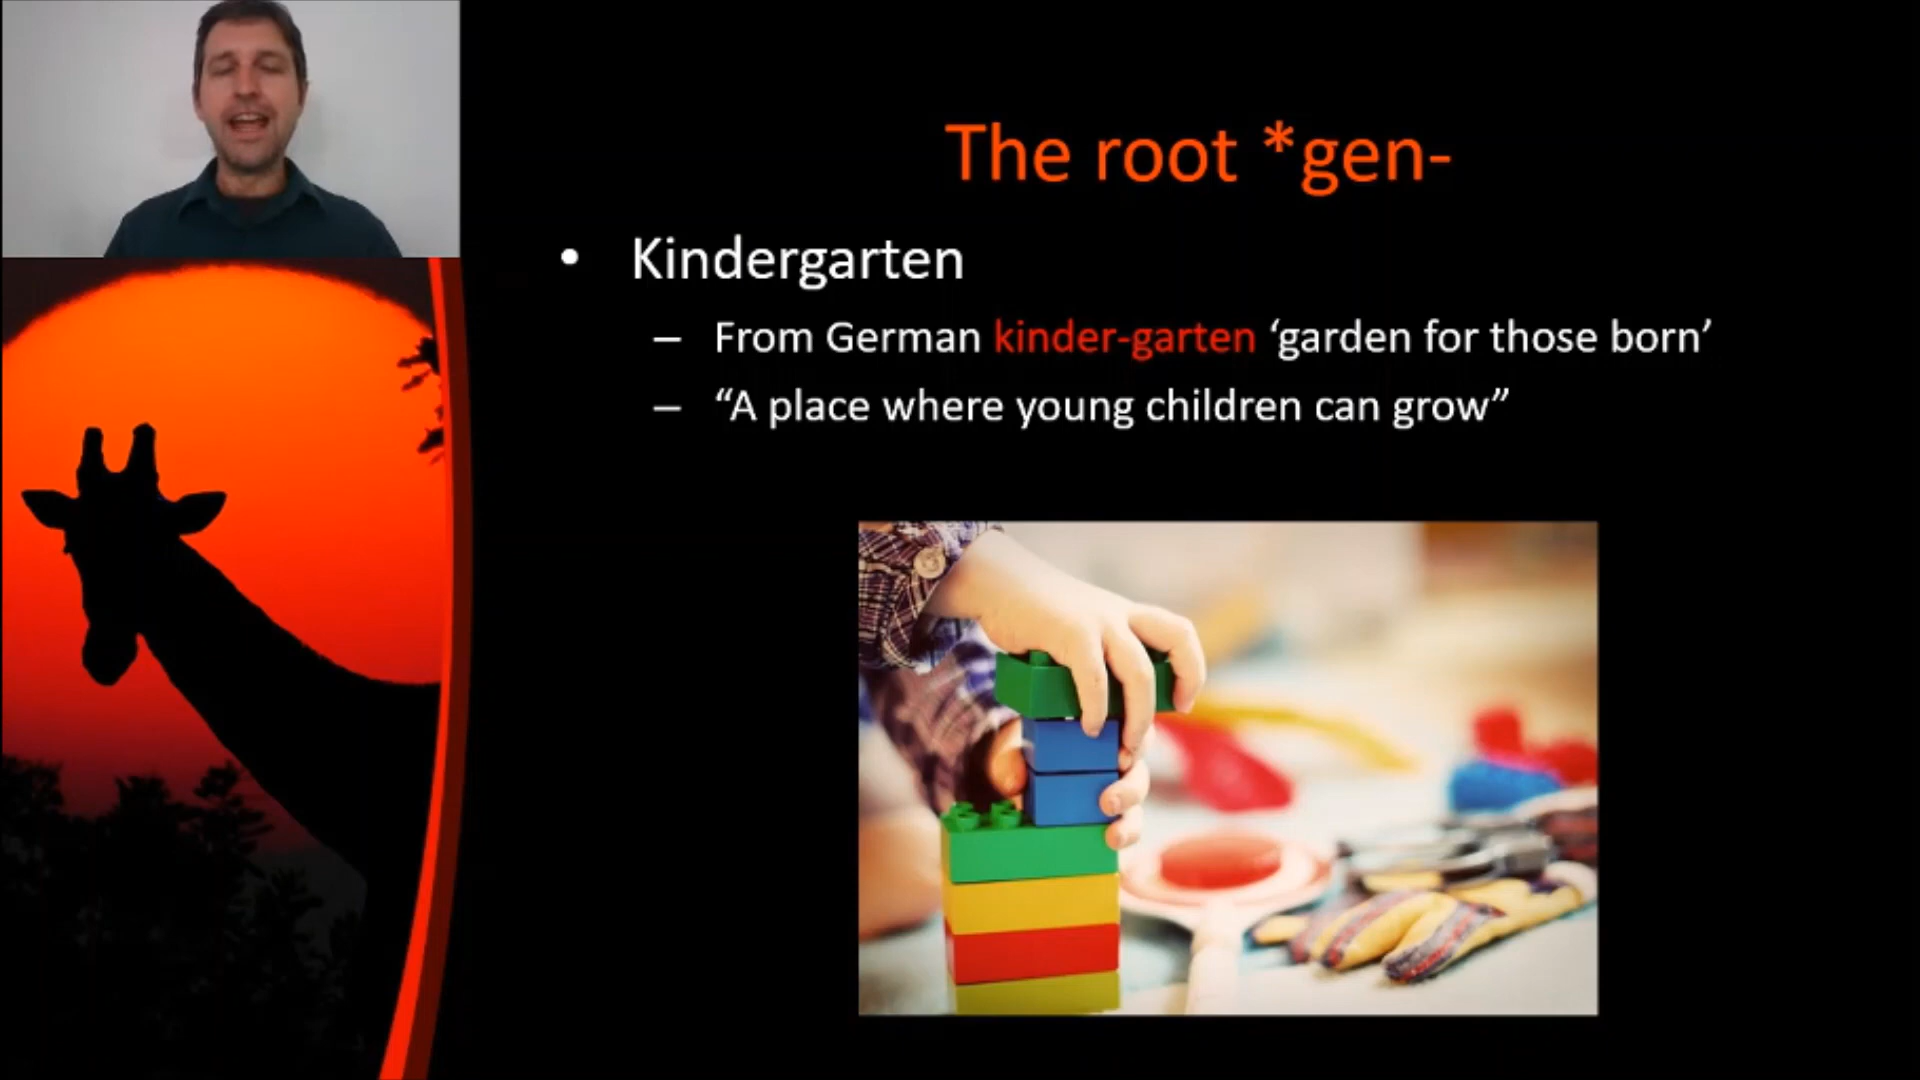 The root *gen-
• Kindergarten
– From German kinder-garten ‘garden for those born’
– “A place where young children can grow”